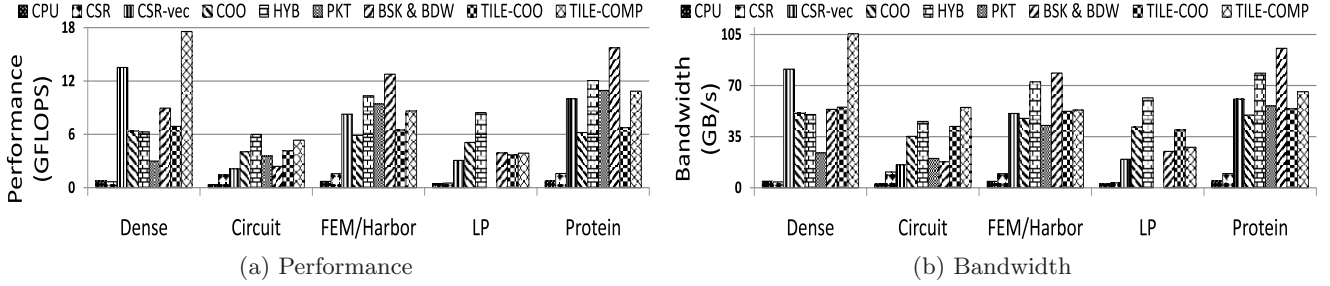 CPU CSR CSR-vec COO HYB PKT BSK & BDW TILE-COO TILE-COMP
18
12
6
0
Performance
(GFLOPS)
Dense Circuit FEM/Harbor LP Protein
(a) Performance
CPU CSR CSR-vec COO HYB PKT BSK & BDW TILE-COO TILE-COMP
105
70
35
0
Bandwidth
(GB/s)
Dense Circuit FEM/Harbor LP Protein
(b) Bandwidth